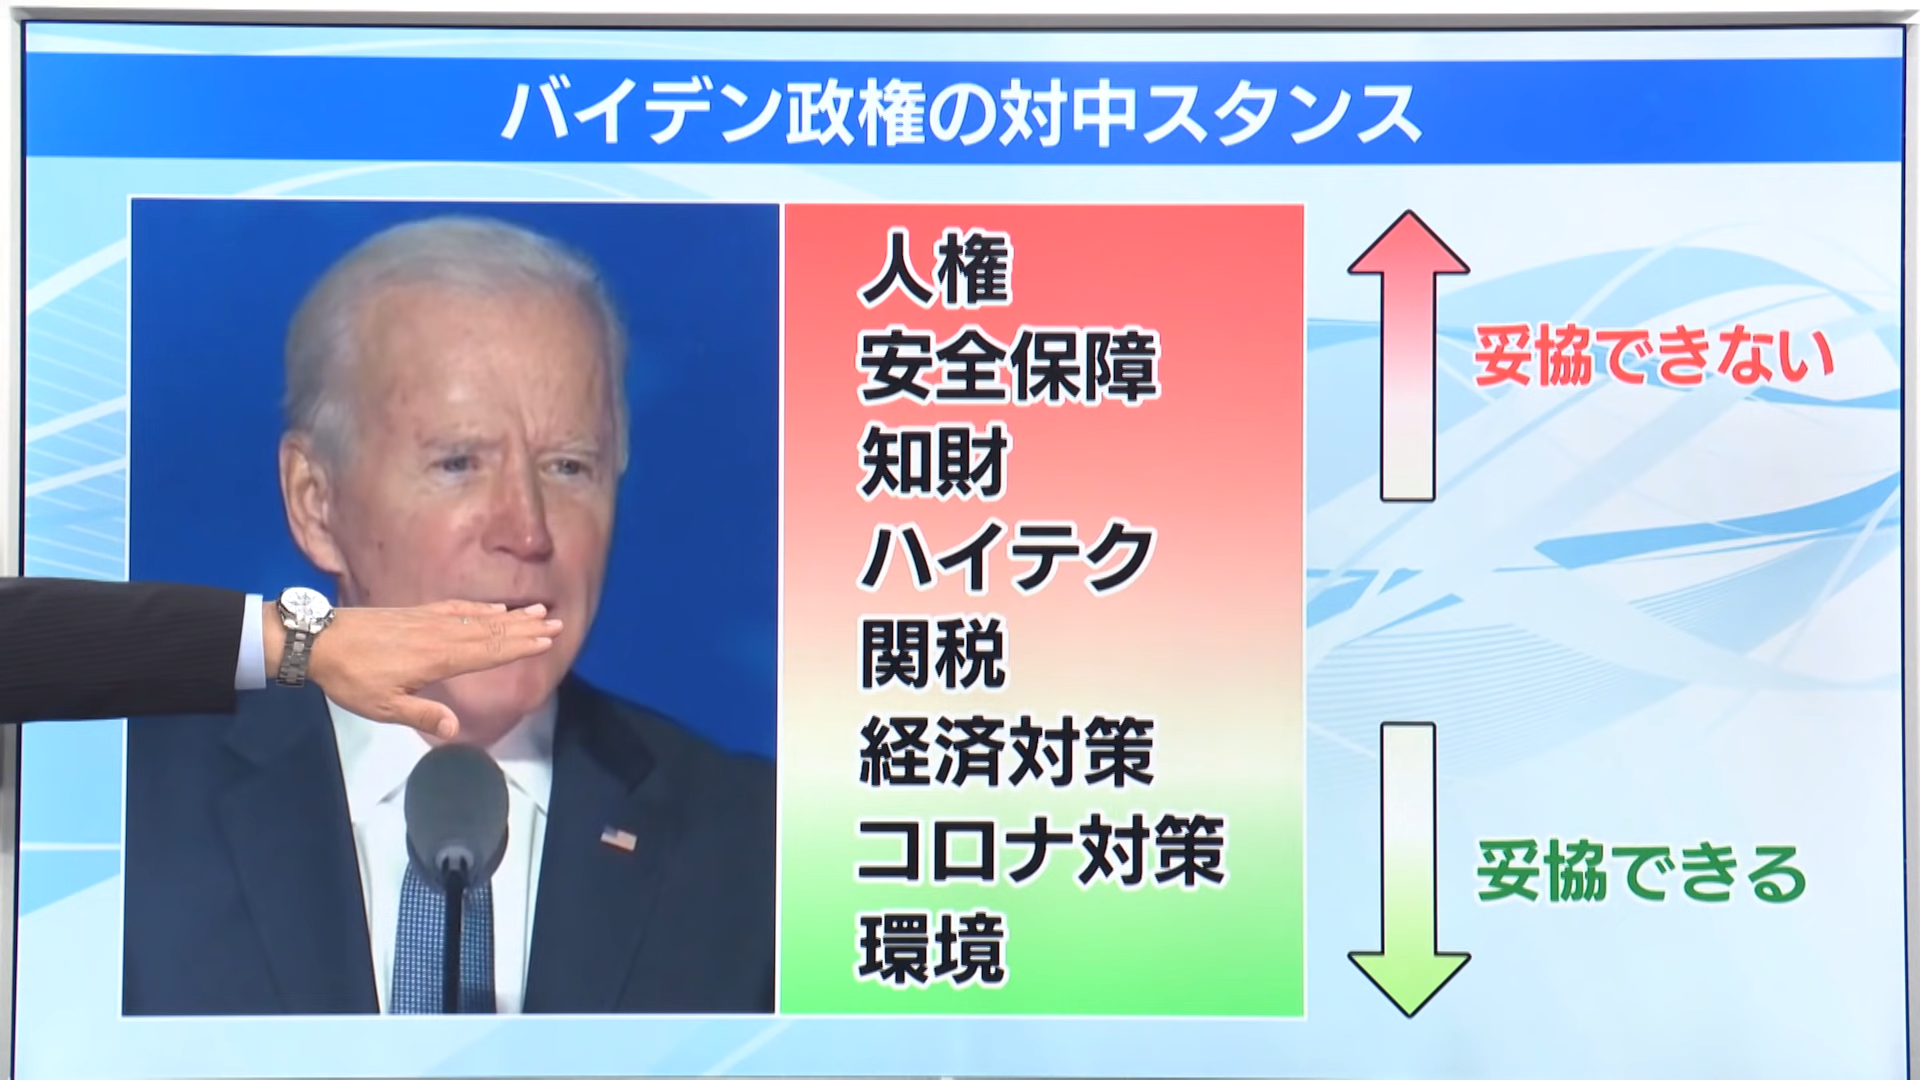 バイデン政権の対中スタンス
人権
安全保障
知財
ハイテク
関税
経済対策
コロナ対策
環境
妥協できない
妥協できる